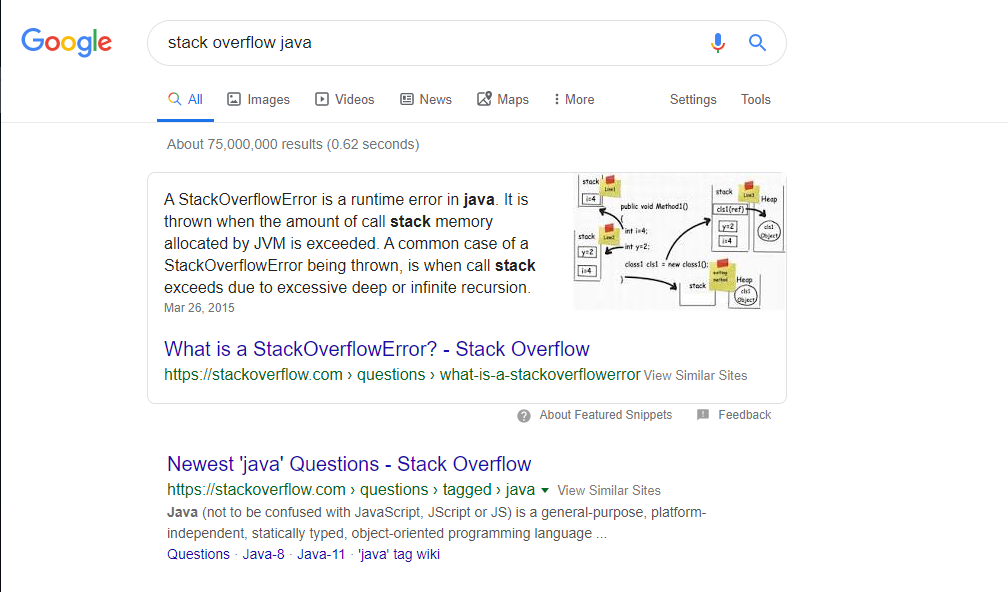 Google
stack overflow java
All Images Videos News Maps More Settings Tools
About 75,000,000 results (0.62 seconds)
A StackOverflowError is a runtime error in java. It is
thrown when the amount of call stack memory
allocated by JVM is exceeded. A common case of a
StackOverflowError being thrown, is when call stack
exceeds due to excessive deep or infinite recursion.
Mar 26, 2015
stack
Line1
i=4
public void Method1()
{
int i=4;
int y=2;
class1 cls1 = new class1();
}
stack
Line2
y=2
i=4
stack
Line3
Heap
cls1(ref)
y=2
i=4
cls1
Object
exiting
method
stack
Heap
cls1
Object
What is a StackOverflowError? - Stack Overflow
https://stackoverflow.com › questions › what-is-a-stackoverflowerror View Similar Sites
About Featured Snippets Feedback
Newest 'java' Questions - Stack Overflow
https://stackoverflow.com › questions › tagged › java View Similar Sites
Java (not to be confused with JavaScript, JScript or JS) is a general-purpose, platform-
independent, statically typed, object-oriented programming language ...
Questions · Java-8 · Java-11 · 'java' tag wiki